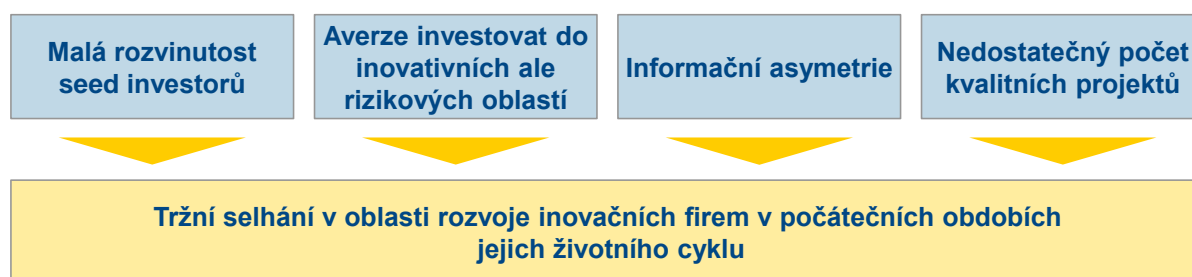 Malá rozvinutost
seed investorů
Averze investovat do
inovativních ale
rizikových oblastí
Informační asymetrie
Nedostatečný počet
kvalitních projektů
Tržní selhání v oblasti rozvoje inovačních firem v počátečních obdobích
jejich životního cyklu